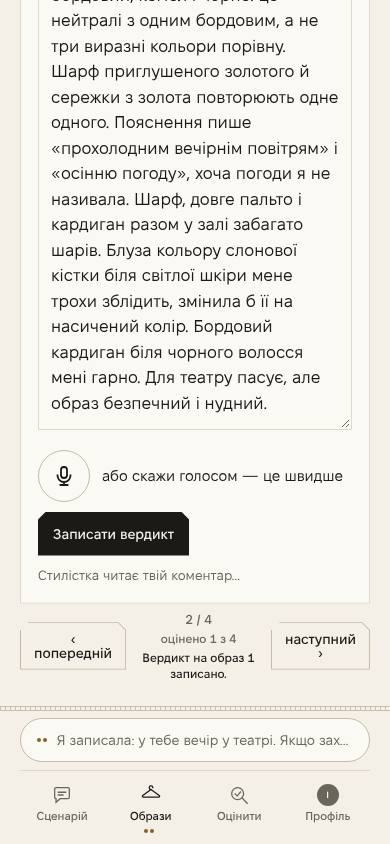 нейтралі з одним бордовим, а не
три виразні кольори порівну.
Шарф приглушеного золотого й
сережки з золота повторюють одне
одного. Пояснення пише
«прохолодним вечірнім повітрям» і
«осінню погоду», хоча погоди я не
називала. Шарф, довге пальто і
кардиган разом у залі забагато
шарів. Блуза кольору слонової
кістки біля світлої шкіри мене
трохи збліднить, змінила б її на
насичений колір. Бордовий
кардиган біля чорного волосся
мені гарно. Для театру пасує, але
образ безпечний і нудний.
або скажи голосом — це швидше
Записати вердикт
Стилістка читає твій коментар…
‹
попередній
2 / 4
оцінено 1 з 4
Вердикт на образ 1
записано.
наступний
›
Я записала: у тебе вечір у театрі. Якщо зах…
Сценарій
Образи
Оцінити
І
Профіль